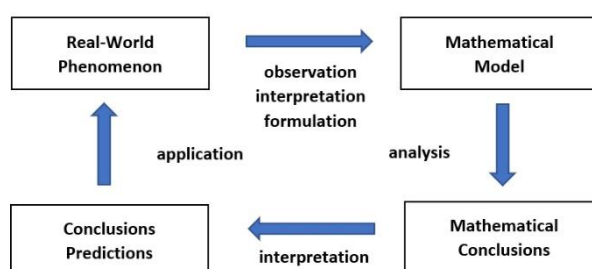 Real-World
Phenomenon
observation
interpretation
formulation
Mathematical
Model
application
analysis
Conclusions
Predictions
interpretation
Mathematical
Conclusions